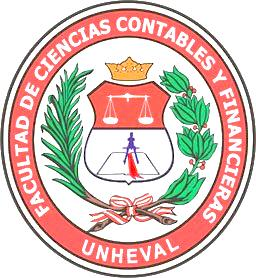 FACULTAD DE CIENCIAS CONTABLES Y FINANCIERAS
UNHEVAL